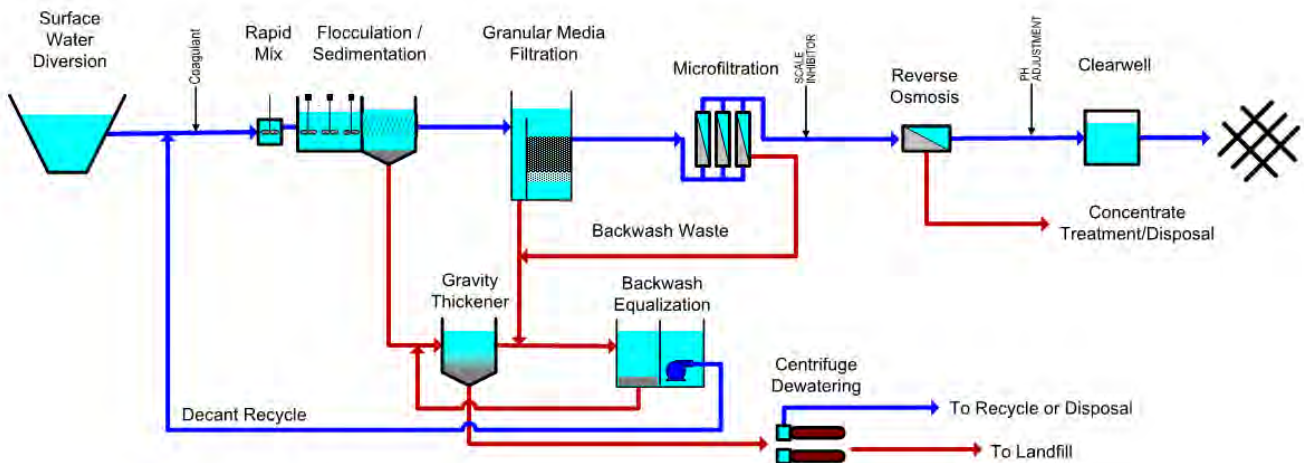 Surface
Water
Diversion
Coagulant
Rapid
Mix
Flocculation /
Sedimentation
Granular Media
Filtration
Microfiltration
SCALE
INHIBITOR
Reverse
Osmosis
PH
ADJUSTMENT
Clearwell
Backwash Waste
Concentrate
Treatment/Disposal
Gravity
Thickener
Backwash
Equalization
Centrifuge
Dewatering
Decant Recycle
To Recycle or Disposal
To Landfill